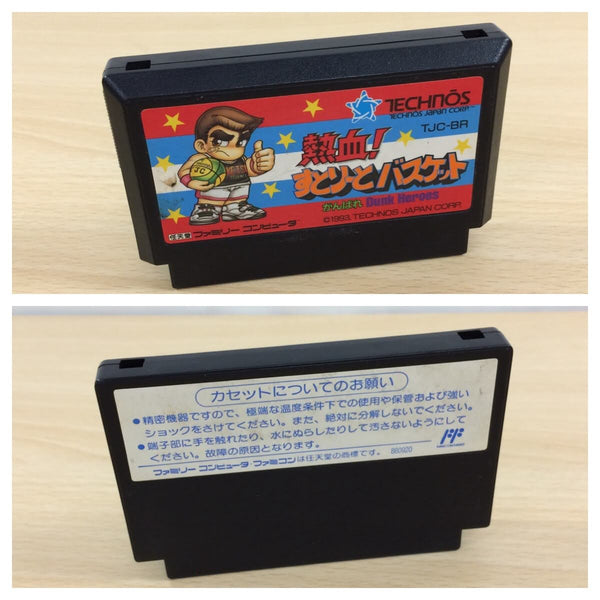 TECHNŌS
TECHNOS JAPAN CORP.
TJC-BR
熱血!
すとりーとバスケット
がんばれ Dunk Heroes
©1993, TECHNOS JAPAN CORP.
任天堂 ファミリー コンピュータ
カセットについてのお願い
●精密機器ですので、極端な温度条件下での使用や保管および強い
ショックをさけてください。また、絶対に分解しないでください。
●端子部に手を触れたり、水にぬらしたりして汚さないようにして
ください。故障の原因となります。
ファミリー コンピュータ・ファミコンは任天堂の商標です。 880920